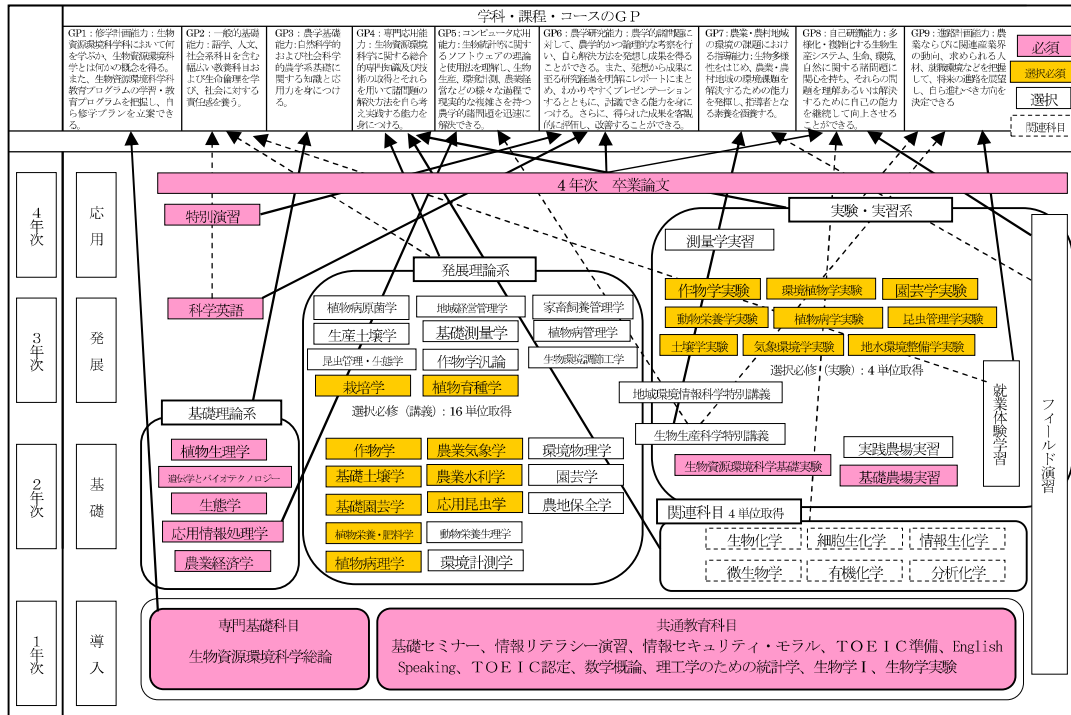 学科・課程・コースのGP
GP1：修学計画能力：生物
資源環境科学科において何
を学ぶか、生物資源環境科
学とは何かの概念を得る。
また、生物資源環境科学科
教育プログラムの学習・教
育プログラムを把握し、自
ら修学プランを立案でき
る。
GP2：一般的基礎
能力：語学、人文、
社会系科目を含む
幅広い教養科目お
よび生命倫理を学
び、社会に対する
責任感を養う。
GP3：農学基礎
能力：自然科学的
および社会科学
的農学系基礎に
関する知識と応
用力を身につける。
GP4：専門応用能
力：生物資源環境
科学に関する総合
的専門知識及び技
術の取得とそれら
を用いて諸問題の
解決方法を自ら考
え実践する能力を
身につける。
GP5：コンピュータ応用能
力：生物統計等に関す
るソフトウェアの理論
と使用法を理解し、生物
生産、環境計測、農業経
営などの様々な過程で
現実的な複雑さを持つ
農学的諸問題を迅速に
解決できる。
GP6：農学研究能力：農学的諸問題に
対して、農学的かつ論理的な考察を行
い、自ら解決方法を発想し成果を得る
ことができる。また、発想から成果に
至る研究経過を明解にレポートにまと
め、わかりやすくプレゼンテーション
するとともに、討議できる能力を身に
つける。さらに、得られた成果を客観
的に評価し、改善することができる。
GP7：農業・農村地域
の環境の課題におけ
る指導能力：生物多様
性をはじめ、農業・農
村地域の環境課題を
解決するための能力
を発揮し、指導者とな
る素養を涵養する。
GP8：自己研鑽能力：多
様化・複雑化する生物生
産システム、生命、環境、
自然に関する諸問題に
関心を持ち、それらの問
題を理解あるいは解決
するために自己の能力
を継続して向上させる
ことができる。
GP9：進路計画能力：農
業ならびに関連産業界
の動向、求められる人
材、就職環境などを把握
して、将来の進路を展望
し、自ら進むべき方向を
決定できる
必須
選択必須
選択
関連科目
4年次
応用
4年次 卒業論文
特別演習
実験・実習系
測量学実習
3年次
発展
科学英語
発展理論系
植物病原菌学
地域経営管理学
家畜飼養管理学
生産土壌学
基礎測量学
植物病管理学
昆虫管理・生態学
作物学汎論
生物環境調節工学
栽培学
植物育種学
選択必修（講義）：16単位取得
作物学実験
環境植物学実験
園芸学実験
動物栄養学実験
植物病学実験
昆虫管理学実験
土壌学実験
気象環境学実験
地水環境整備学実験
選択必修（実験）：4単位取得
地域環境情報科学特別講義
生物生産科学特別講義
就業体験学習
フィールド演習
2年次
基礎
基礎理論系
植物生理学
遺伝学とバイオテクノロジー
生態学
応用情報処理学
農業経済学
作物学
農業気象学
環境物理学
基礎土壌学
農業水利学
園芸学
基礎園芸学
応用昆虫学
農地保全学
植物栄養・肥料学
動物栄養生理学
植物病理学
環境計測学
生物資源環境科学基礎実験
実践農場実習
基礎農場実習
関連科目 4単位取得
生物化学
細胞生化学
情報生化学
微生物学
有機化学
分析化学
1年次
導入
専門基礎科目
生物資源環境科学総論
共通教育科目
基礎セミナー、情報リテラシー演習、情報セキュリティ・モラル、TOEIC準備、English
Speaking、TOEIC認定、数学概論、理工学のための統計学、生物学Ⅰ、生物学実験